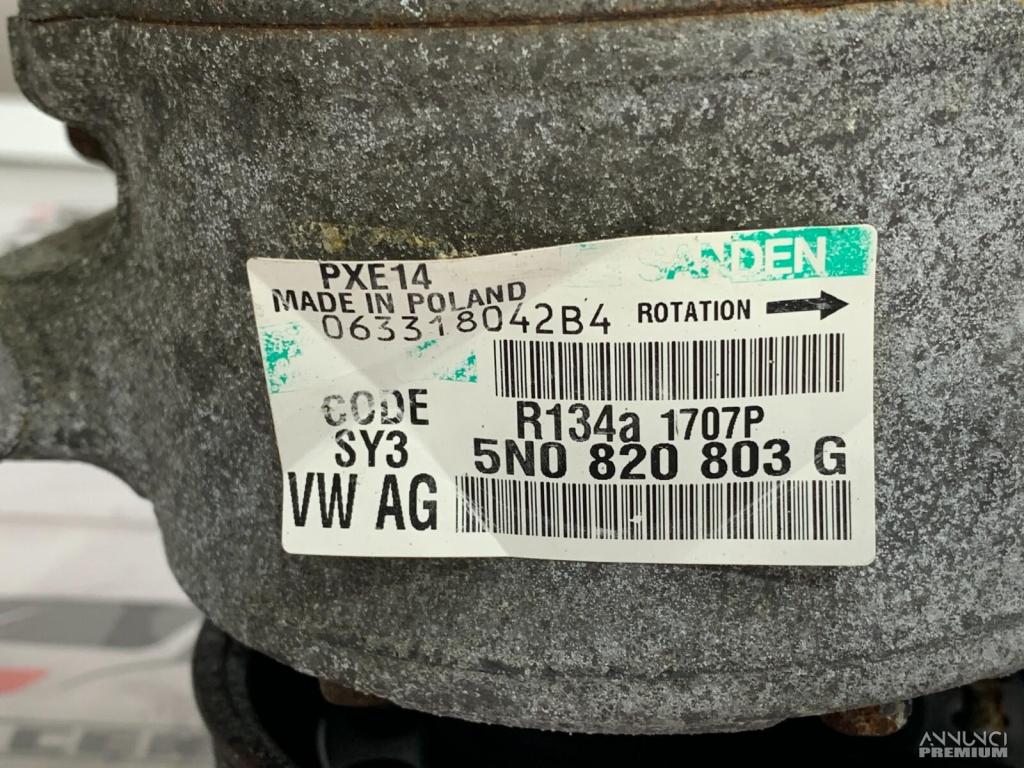 SANDEN
PXE14
MADE IN POLAND
063318042B4
ROTATION
CODE
SY3
R134a 1707P
5N0 820 803 G
VW AG
ANNUNCI
PREMIUM